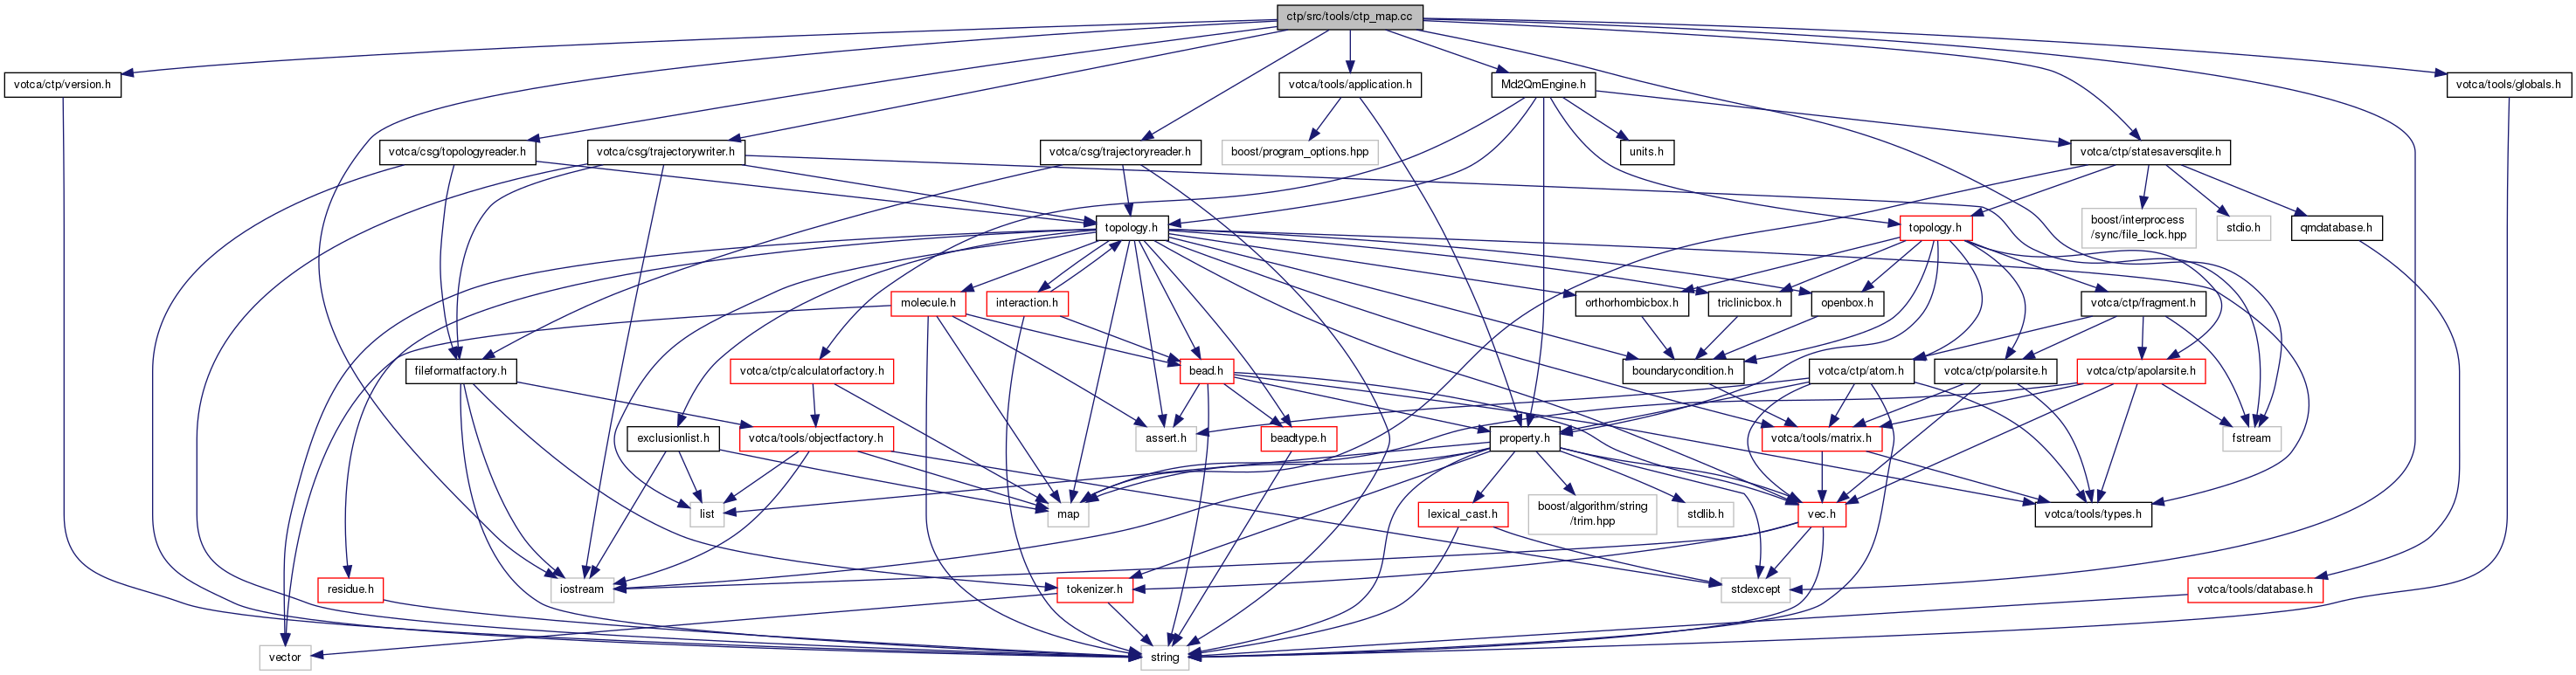 ctp/src/tools/ctp_map.cc
votca/ctp/version.h
votca/tools/application.h
Md2QmEngine.h
votca/tools/globals.h
votca/csg/topologyreader.h
votca/csg/trajectorywriter.h
votca/csg/trajectoryreader.h
boost/program_options.hpp
units.h
votca/ctp/statesaversqlite.h
topology.h
topology.h
boost/interprocess
/sync/file_lock.hpp
stdio.h
qmdatabase.h
molecule.h
interaction.h
orthorhombicbox.h
triclinicbox.h
openbox.h
votca/ctp/fragment.h
fileformatfactory.h
votca/ctp/calculatorfactory.h
bead.h
boundarycondition.h
votca/ctp/atom.h
votca/ctp/polarsite.h
votca/ctp/apolarsite.h
exclusionlist.h
votca/tools/objectfactory.h
assert.h
beadtype.h
property.h
votca/tools/matrix.h
fstream
list
map
lexical_cast.h
boost/algorithm/string
/trim.hpp
stdlib.h
vec.h
votca/tools/types.h
residue.h
iostream
tokenizer.h
stdexcept
votca/tools/database.h
vector
string